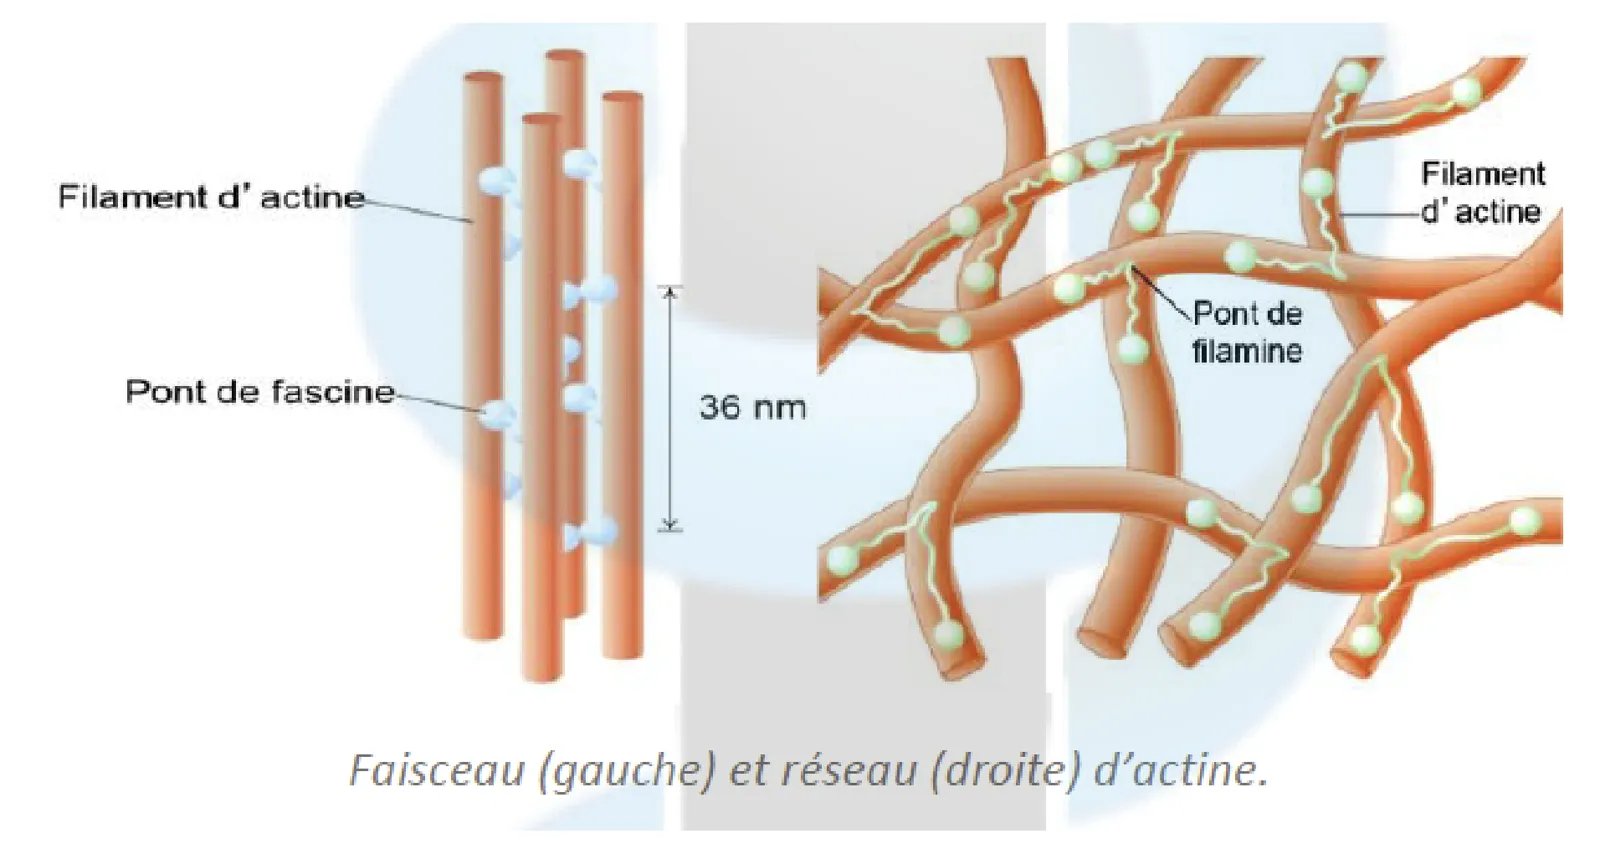 Filament d' actine
Pont de fascine
36 nm
Filament
d' actine
Pont de
filamine
Faisceau (gauche) et réseau (droite) d’actine.